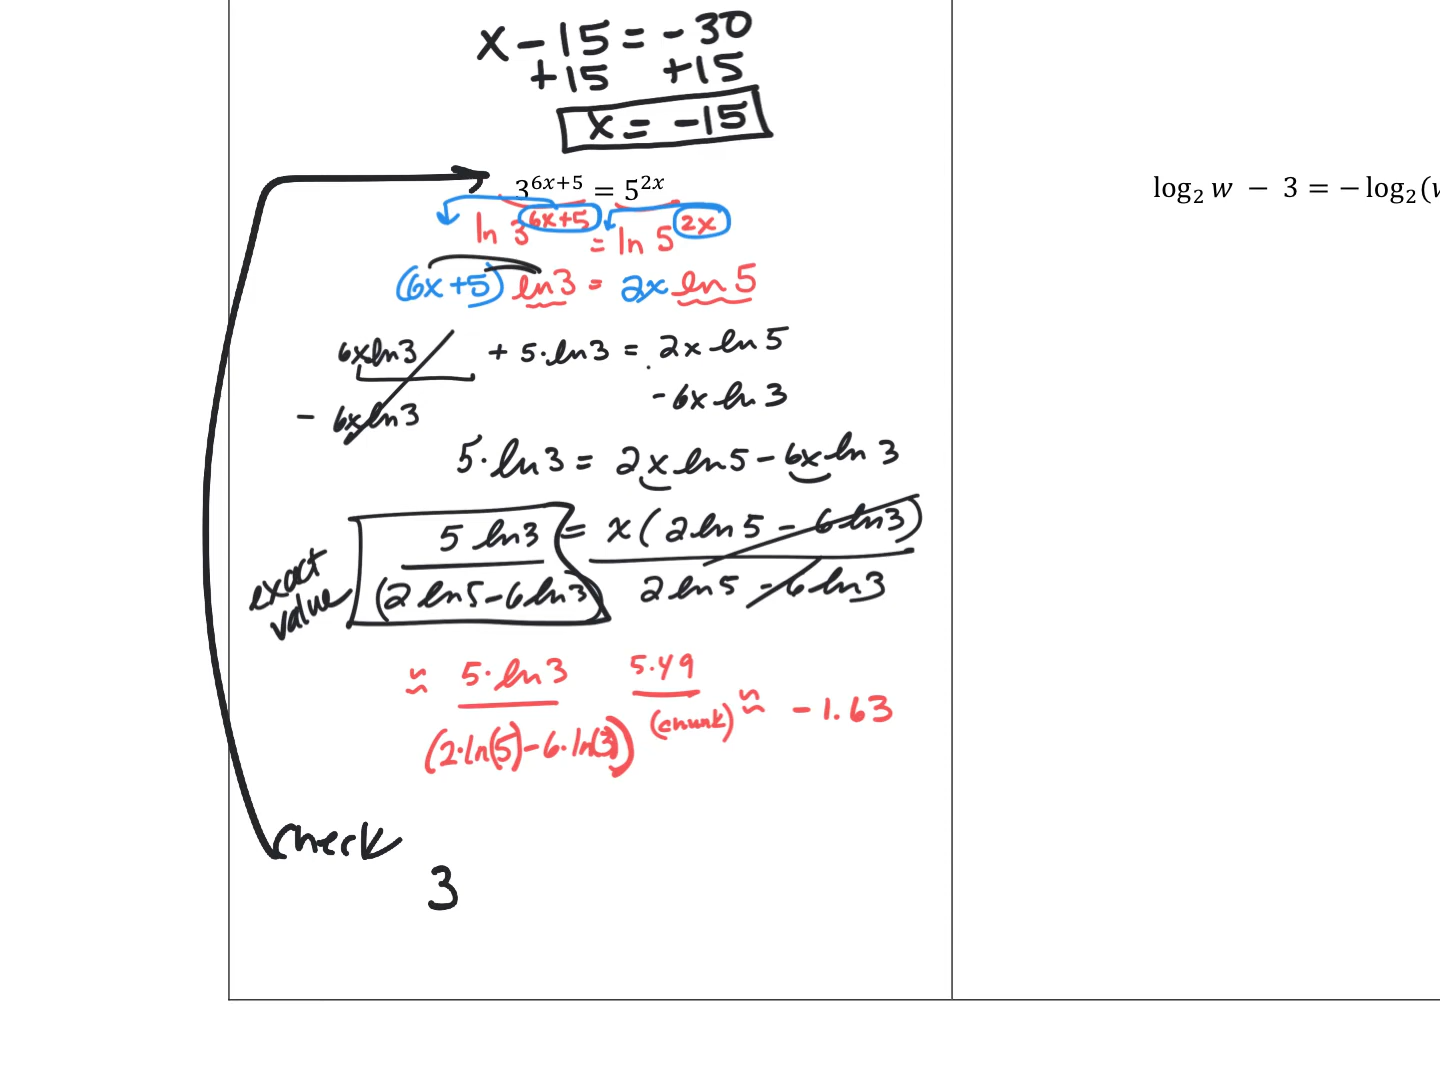 x - 15 = - 30
+15 +15
x = -15
3^{6x+5} = 5^{2x}
ln 3^{6x+5} = ln 5^{2x}
(6x+5) ln3 = 2x ln 5
6x ln3 + 5·ln3 = 2x ln 5
- 6x ln3 - 6x ln 3
5·ln3 = 2x ln5 - 6x ln 3
5 ln3 = x(2 ln 5 - 6 ln3)
(2 ln5-6 ln3) 2 ln 5 - 6 ln3
exact
value
≈ 5·ln3 5.49 ≈ -1.63
(2·ln(5)-6·ln(3)) (chunk)
check
3
log₂ w - 3 = - log₂(